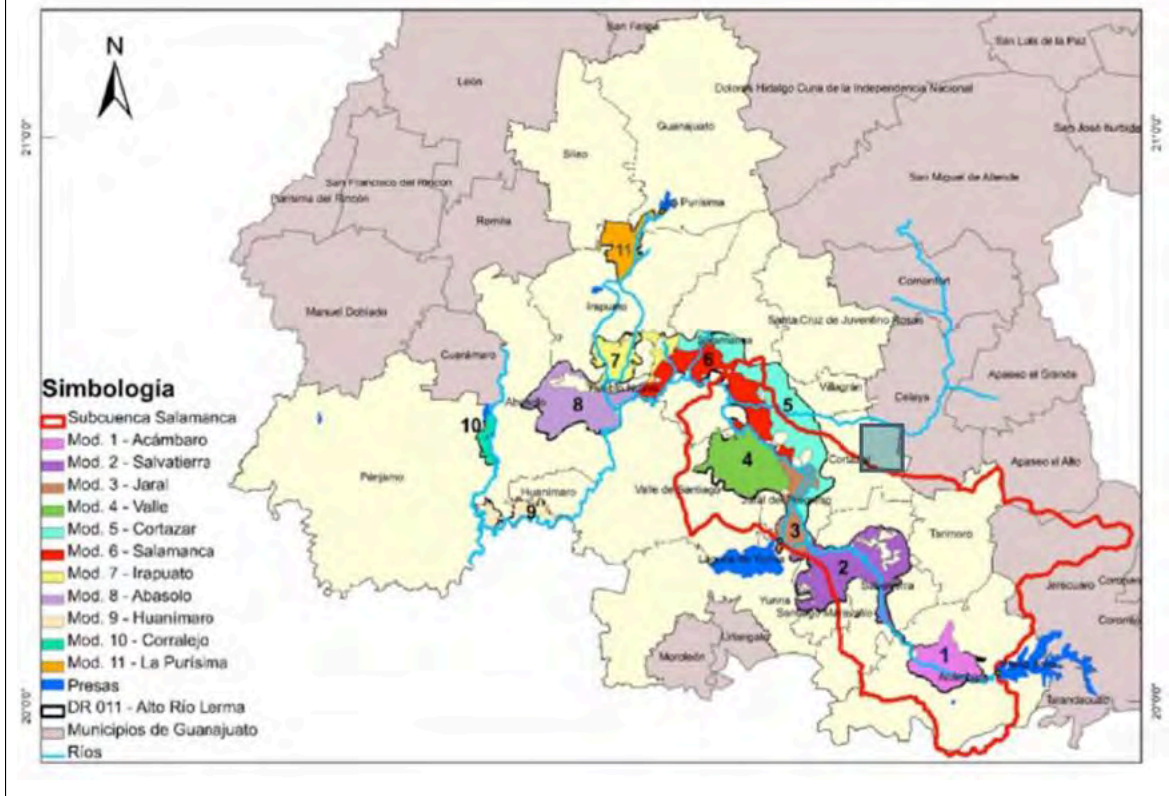 N
San Felipe
San Luis de la Paz
León
Dolores Hidalgo Cuna de la Independencia Nacional
21°0'0"
21°0'0"
Guanajuato
San José Iturbide
Silao
San Miguel de Allende
San Francisco del Rincón
Purísima del Rincón
Romita
Purísima
11
Comonfort
Manuel Doblado
Irapuato
Santa Cruz de Juventino Rosas
Salamanca
Cuerámaro
7
6
Apaseo el Grande
Villagrán
Celaya
Abasolo
8
5
10
4
Cortazar
Apaseo el Alto
Pénjamo
Huanímaro
Valle de Santiago
Jaral del Progreso
9
3
Tarimoro
Laguna de Yuriria
2
Salvatierra
Jerécuaro
Yuriria
Santiago Maravatío
Uriangato
Moroleón
1
Acámbaro
Tarandacuao
20°0'0"
20°0'0"
Simbología
Subcuenca Salamanca
Mod. 1 - Acámbaro
Mod. 2 - Salvatierra
Mod. 3 - Jaral
Mod. 4 - Valle
Mod. 5 - Cortazar
Mod. 6 - Salamanca
Mod. 7 - Irapuato
Mod. 8 - Abasolo
Mod. 9 - Huanimaro
Mod. 10 - Corralejo
Mod. 11 - La Purísima
Presas
DR 011 - Alto Río Lerma
Municipios de Guanajuato
Ríos